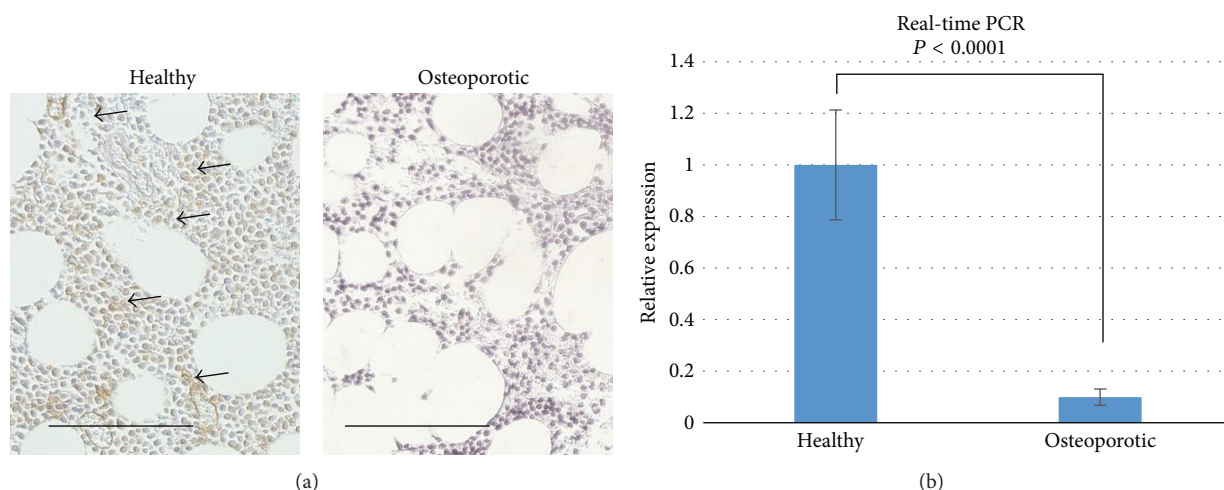 Healthy
Osteoporotic
(a)
Real-time PCR
P < 0.0001
Relative expression
1.4
1.2
1
0.8
0.6
0.4
0.2
0
Healthy
Osteoporotic
(b)